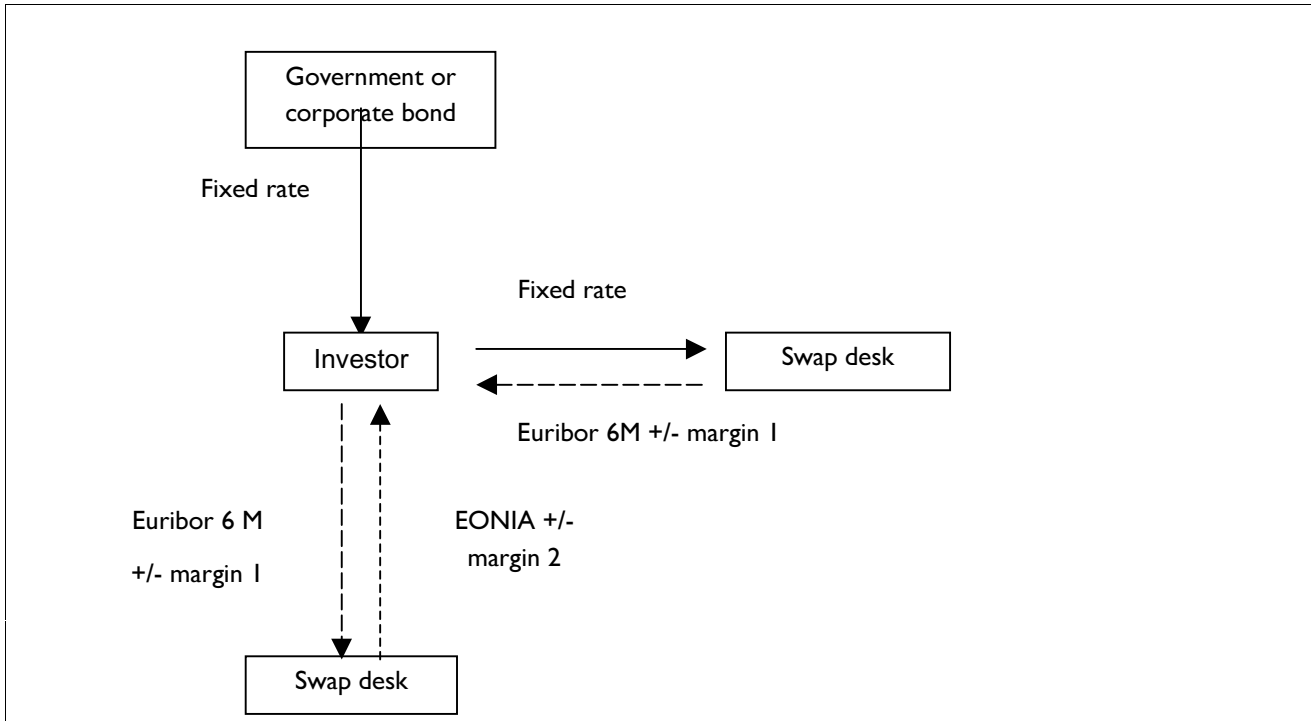 Government or
corporate bond
Fixed rate
Fixed rate
Investor
Swap desk
Euribor 6M +/- margin 1
Euribor 6 M
+/- margin 1
EONIA +/-
margin 2
Swap desk